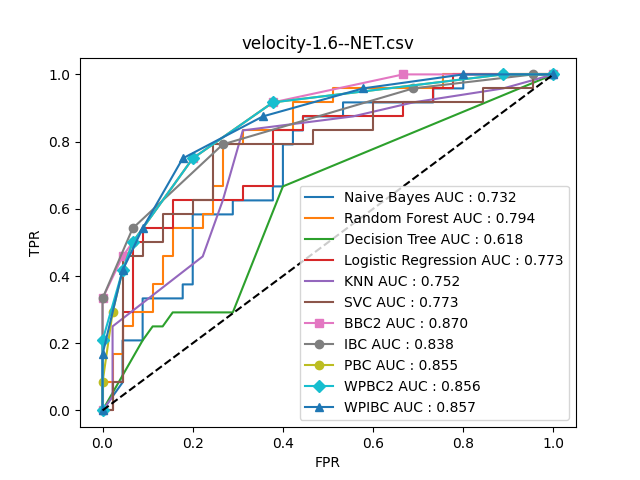 velocity-1.6--NET.csv
TPR
1.0
0.8
0.6
0.4
0.2
0.0
Naive Bayes AUC : 0.732
Random Forest AUC : 0.794
Decision Tree AUC : 0.618
Logistic Regression AUC : 0.773
KNN AUC : 0.752
SVC AUC : 0.773
BBC2 AUC : 0.870
IBC AUC : 0.838
PBC AUC : 0.855
WPBC2 AUC : 0.856
WPIBC AUC : 0.857
0.0 0.2 0.4 0.6 0.8 1.0
FPR